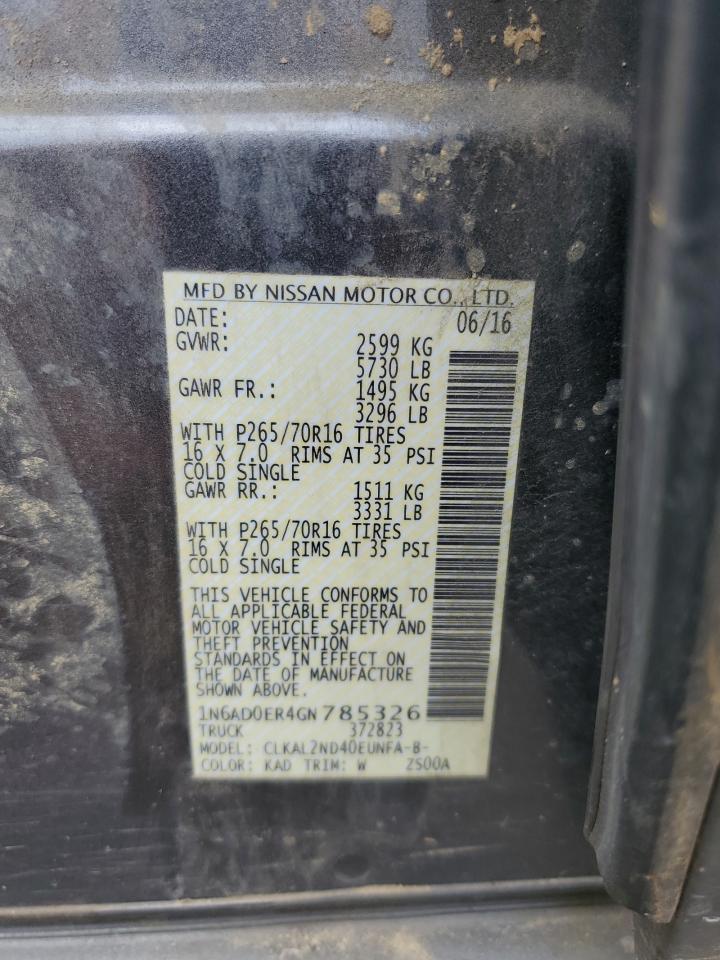 MFD BY NISSAN MOTOR CO., LTD.
DATE: 06/16
GVWR: 2599 KG
5730 LB
GAWR FR.: 1495 KG
3296 LB
WITH P265/70R16 TIRES
16 X 7.0 RIMS AT 35 PSI
COLD SINGLE
GAWR RR.: 1511 KG
3331 LB
WITH P265/70R16 TIRES
16 X 7.0 RIMS AT 35 PSI
COLD SINGLE
THIS VEHICLE CONFORMS TO
ALL APPLICABLE FEDERAL
MOTOR VEHICLE SAFETY AND
THEFT PREVENTION
STANDARDS IN EFFECT ON
THE DATE OF MANUFACTURE
SHOWN ABOVE.
1N6AD0ER4GN785326
TRUCK 372823
MODEL: CLKAL2ND40EUNFA-B-
COLOR: KAD TRIM: W ZS00A